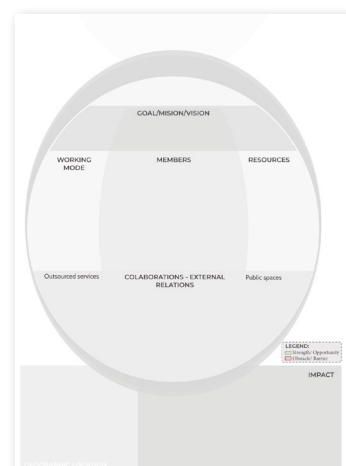 GOAL/MISION/VISION
WORKING
MODE
MEMBERS
RESOURCES
Outsourced services
COLABORATIONS - EXTERNAL
RELATIONS
Public spaces
LEGEND:
Strength/ Opportunity
Obstacle/ Barrier
IMPACT